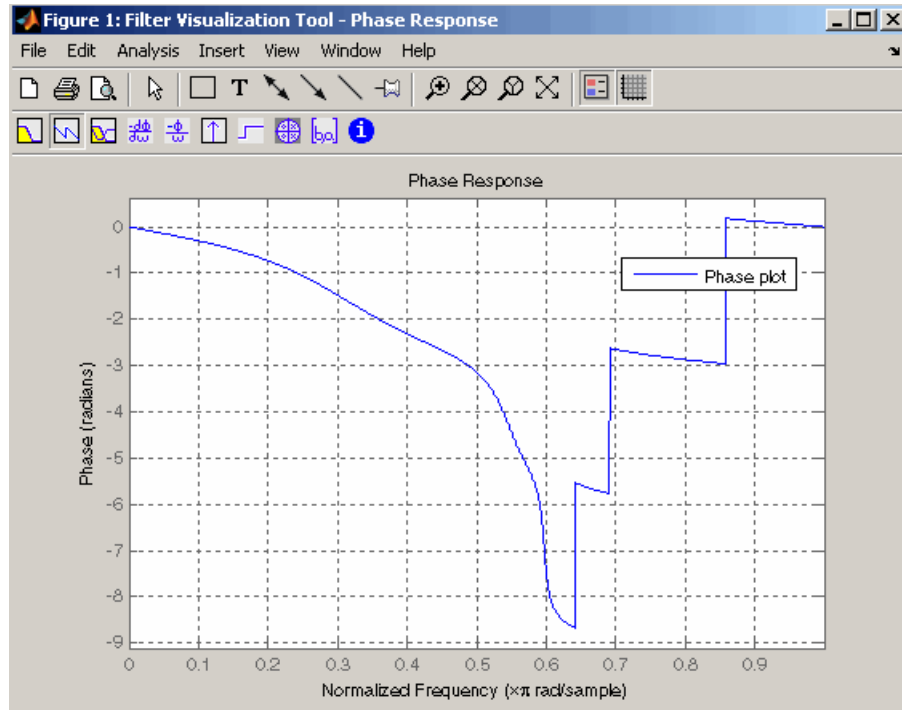 Figure 1: Filter Visualization Tool - Phase Response
File Edit Analysis Insert View Window Help
T
-dφ
dω
-φ
ω
[b,a]
i
Phase Response
0
-1
-2
-3
-4
-5
-6
-7
-8
-9
Phase (radians)
Phase plot
0 0.1 0.2 0.3 0.4 0.5 0.6 0.7 0.8 0.9
Normalized Frequency (×π rad/sample)